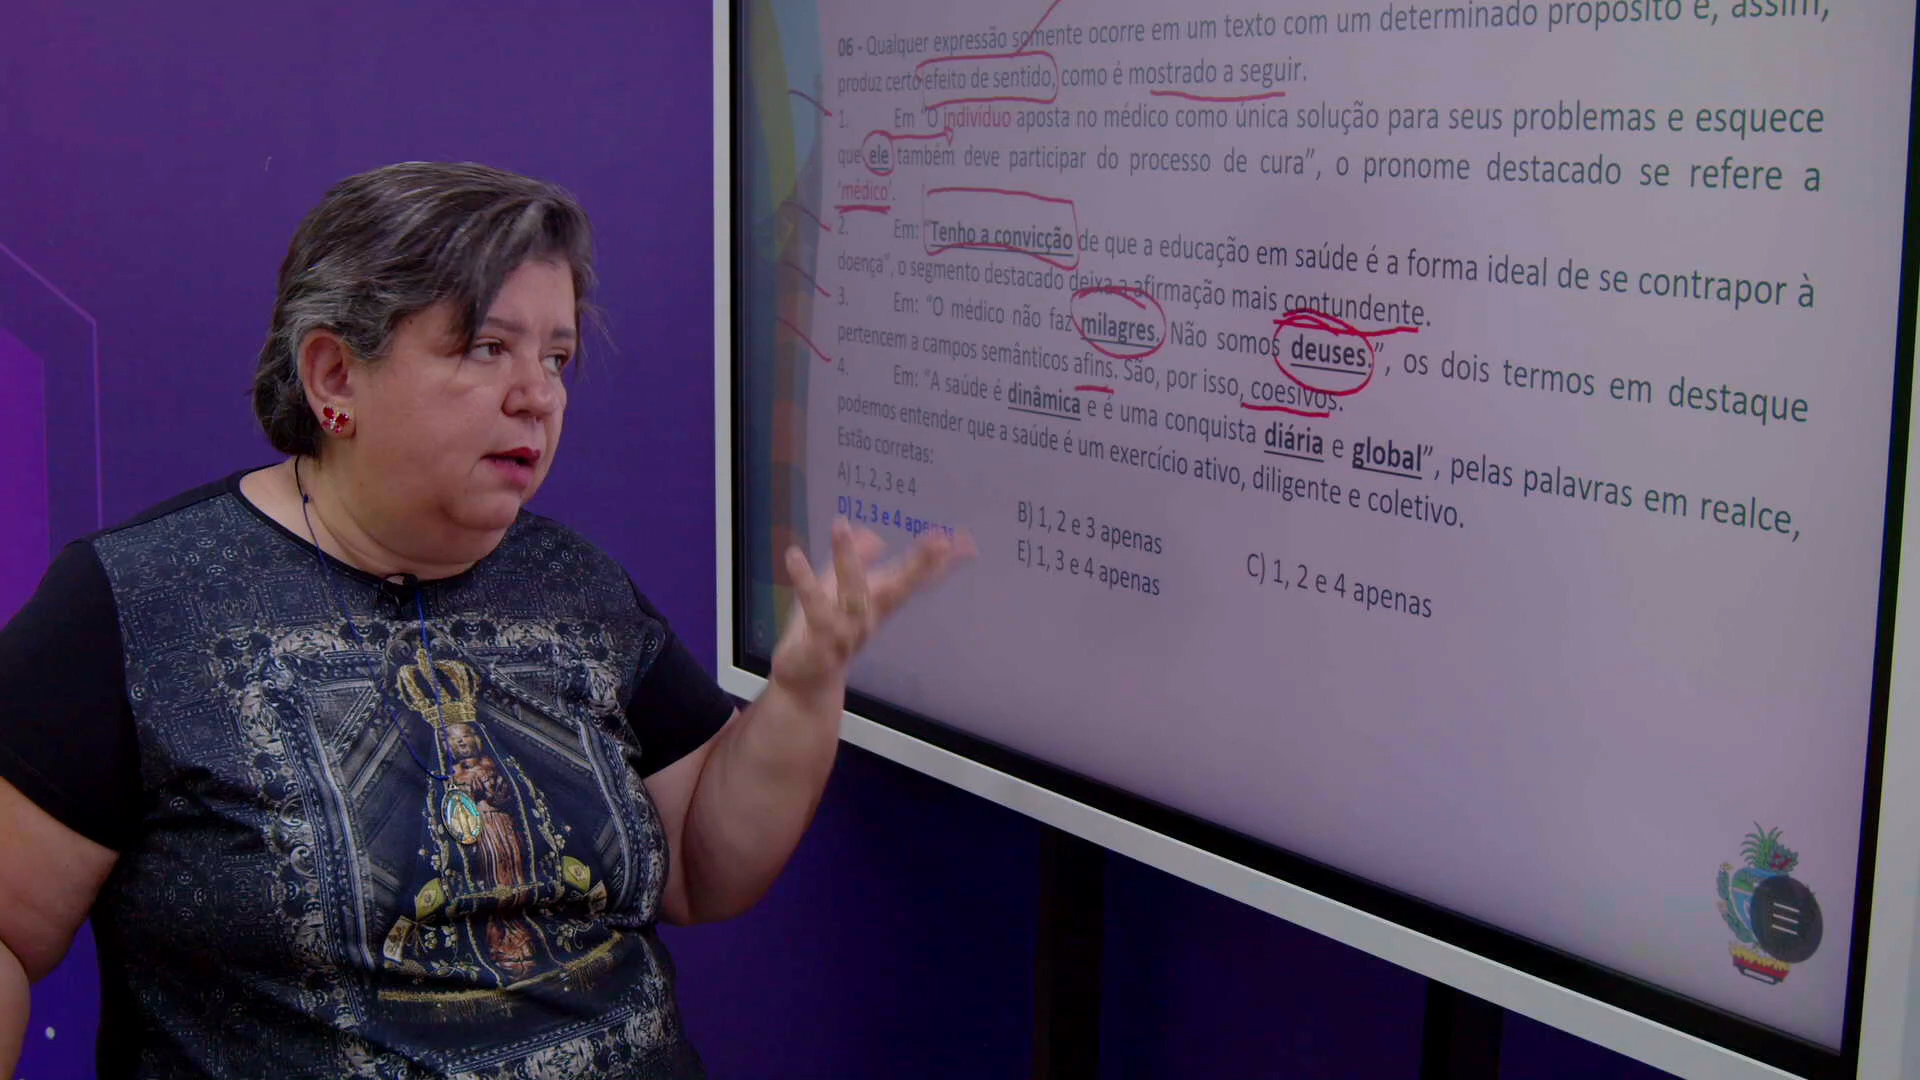 06 - Qualquer expressão somente ocorre em um texto com um determinado propósito e, assim,
produz certo efeito de sentido, como é mostrado a seguir.
1. Em "O indivíduo aposta no médico como única solução para seus problemas e esquece
que ele também deve participar do processo de cura", o pronome destacado se refere a
'médico'.
2. Em: "Tenho a convicção de que a educação em saúde é a forma ideal de se contrapor à
doença", o segmento destacado deixa a afirmação mais contundente.
3. Em: "O médico não faz milagres. Não somos deuses.", os dois termos em destaque
pertencem a campos semânticos afins. São, por isso, coesivos.
4. Em: "A saúde é dinâmica e é uma conquista diária e global", pelas palavras em realce,
podemos entender que a saúde é um exercício ativo, diligente e coletivo.
Estão corretas:
A) 1, 2, 3 e 4
B) 1, 2 e 3 apenas
C) 1, 2 e 4 apenas
D) 2, 3 e 4 apenas
E) 1, 3 e 4 apenas